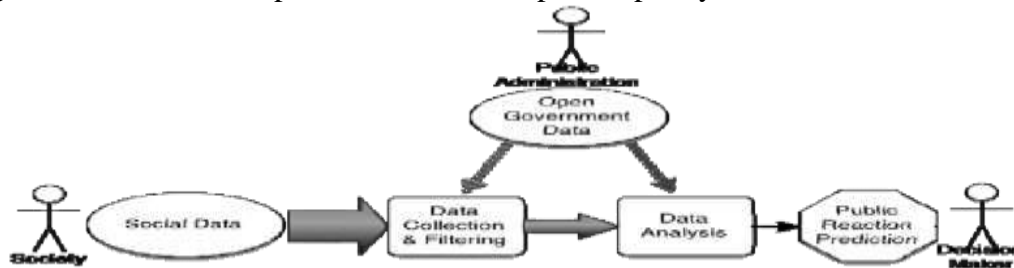 Public
Administration
Open
Government
Data
Society
Social Data
Data
Collection
& Filtering
Data
Analysis
Public
Reaction
Prediction
Decision
Maker